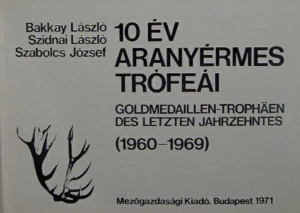 Bakkay László
Szidnai László
Szabolcs József
10 ÉV
ARANYÉRMES
TRÓFEÁI
GOLDMEDAILLEN-TROPHÄEN
DES LETZTEN JAHRZEHNTES
(1960–1969)
Mezőgazdasági Kiadó, Budapest 1971